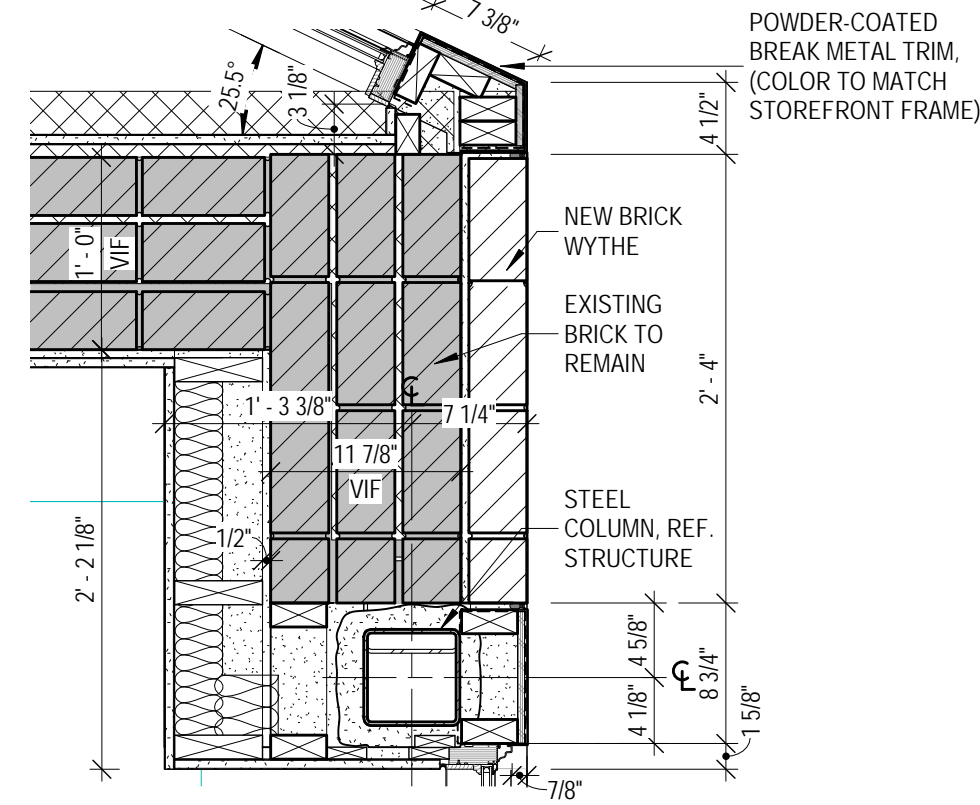 7 3/8"
POWDER-COATED
BREAK METAL TRIM,
(COLOR TO MATCH
STOREFRONT FRAME)
25.5°
3 1/8"
4 1/2"
NEW BRICK
WYTHE
1' - 0"
VIF
EXISTING
BRICK TO
REMAIN
2' - 4"
℄
1' - 3 3/8"
7 1/4"
11 7/8"
VIF
STEEL
COLUMN, REF.
STRUCTURE
1/2"
2' - 2 1/8"
4 5/8"
℄
8 3/4"
4 1/8"
1 5/8"
7/8"